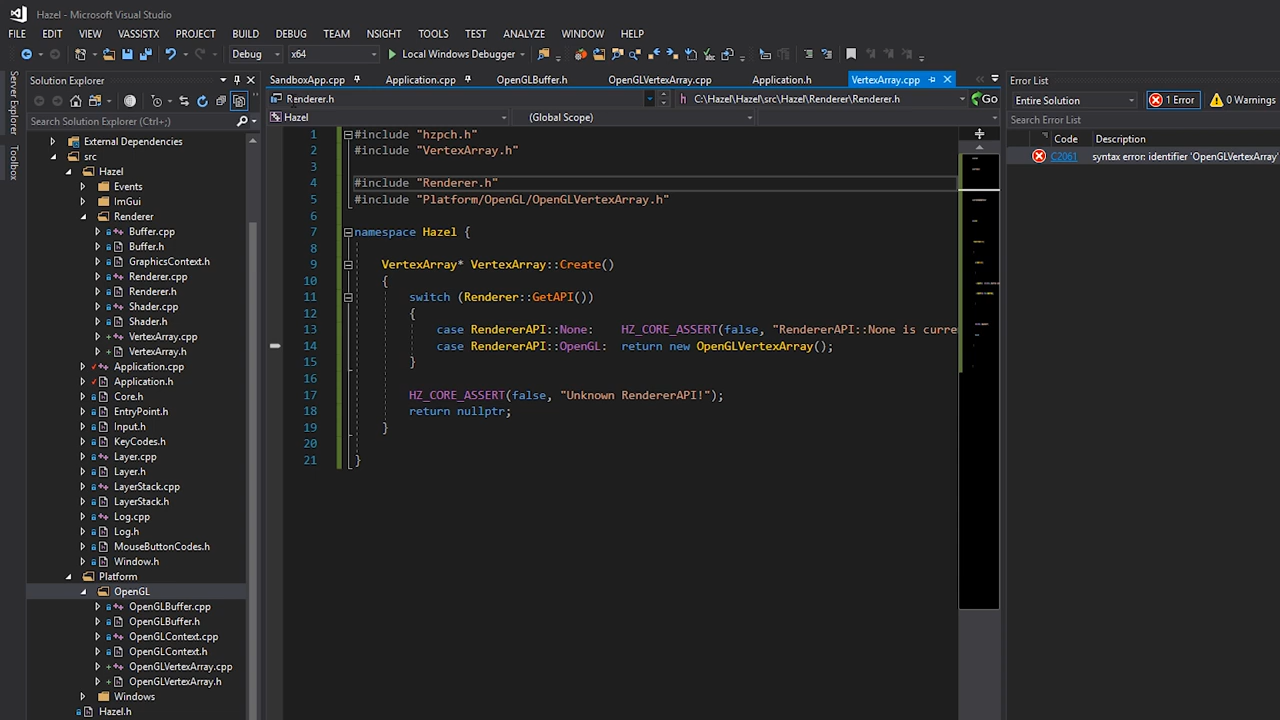 Hazel - Microsoft Visual Studio
FILE EDIT VIEW VASSISTX PROJECT BUILD DEBUG TEAM NSIGHT TOOLS TEST ANALYZE WINDOW HELP
Debug x64 Local Windows Debugger
Server Explorer
Toolbox
Solution Explorer
Search Solution Explorer (Ctrl+;)
External Dependencies
src
Hazel
Events
ImGui
Renderer
Buffer.cpp
Buffer.h
GraphicsContext.h
Renderer.cpp
Renderer.h
Shader.cpp
Shader.h
VertexArray.cpp
VertexArray.h
Application.cpp
Application.h
Core.h
EntryPoint.h
Input.h
KeyCodes.h
Layer.cpp
Layer.h
LayerStack.cpp
LayerStack.h
Log.cpp
Log.h
MouseButtonCodes.h
Window.h
Platform
OpenGL
OpenGLBuffer.cpp
OpenGLBuffer.h
OpenGLContext.cpp
OpenGLContext.h
OpenGLVertexArray.cpp
OpenGLVertexArray.h
Windows
Hazel.h
SandboxApp.cpp Application.cpp OpenGLBuffer.h OpenGLVertexArray.cpp Application.h VertexArray.cpp
Renderer.h C:\Hazel\Hazel\src\Hazel\Renderer\Renderer.h Go
Hazel (Global Scope)
1 #include "hzpch.h"
2 #include "VertexArray.h"
3
4 #include "Renderer.h"
5 #include "Platform/OpenGL/OpenGLVertexArray.h"
6
7 namespace Hazel {
8
9 VertexArray* VertexArray::Create()
10 {
11 switch (Renderer::GetAPI())
12 {
13 case RendererAPI::None: HZ_CORE_ASSERT(false, "RendererAPI::None is curre
14 case RendererAPI::OpenGL: return new OpenGLVertexArray();
15 }
16
17 HZ_CORE_ASSERT(false, "Unknown RendererAPI!");
18 return nullptr;
19 }
20
21 }
Error List
Entire Solution 1 Error 0 Warnings
Search Error List
Code Description
C2061 syntax error: identifier 'OpenGLVertexArray'